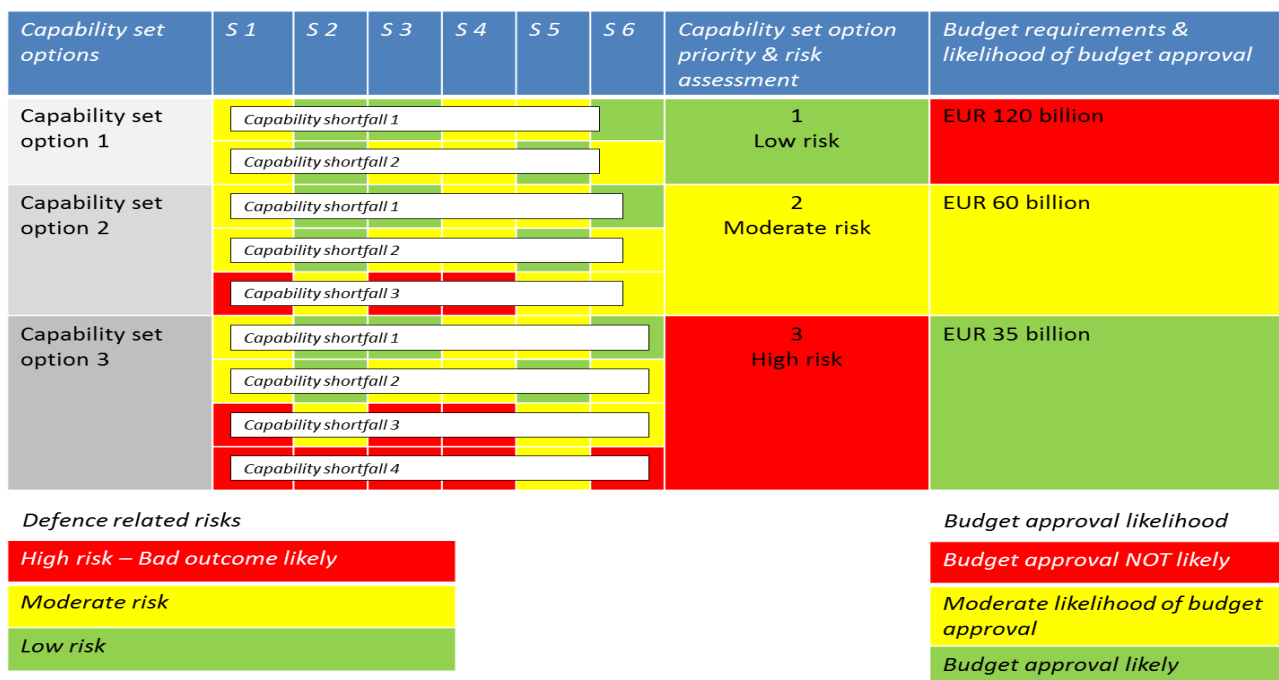 Capability set
options
S 1
S 2
S 3
S 4
S 5
S 6
Capability set option
priority & risk
assessment
Budget requirements &
likelihood of budget approval
Capability set
option 1
Capability shortfall 1
Capability shortfall 2
1
Low risk
EUR 120 billion
Capability set
option 2
Capability shortfall 1
Capability shortfall 2
Capability shortfall 3
2
Moderate risk
EUR 60 billion
Capability set
option 3
Capability shortfall 1
Capability shortfall 2
Capability shortfall 3
Capability shortfall 4
3
High risk
EUR 35 billion
Defence related risks
High risk – Bad outcome likely
Moderate risk
Low risk
Budget approval likelihood
Budget approval NOT likely
Moderate likelihood of budget
approval
Budget approval likely